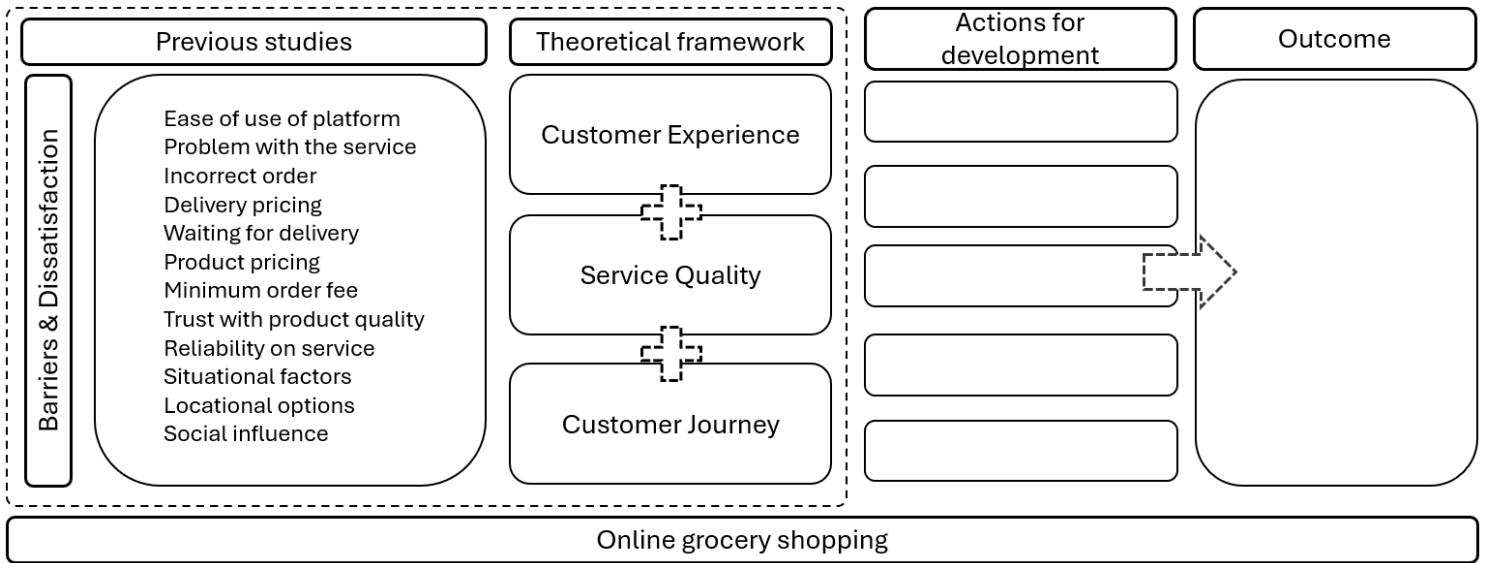 Previous studies
Theoretical framework
Actions for
development
Outcome
Barriers & Dissatisfaction
Ease of use of platform
Problem with the service
Incorrect order
Delivery pricing
Waiting for delivery
Product pricing
Minimum order fee
Trust with product quality
Reliability on service
Situational factors
Locational options
Social influence
Customer Experience
Service Quality
Customer Journey
Online grocery shopping